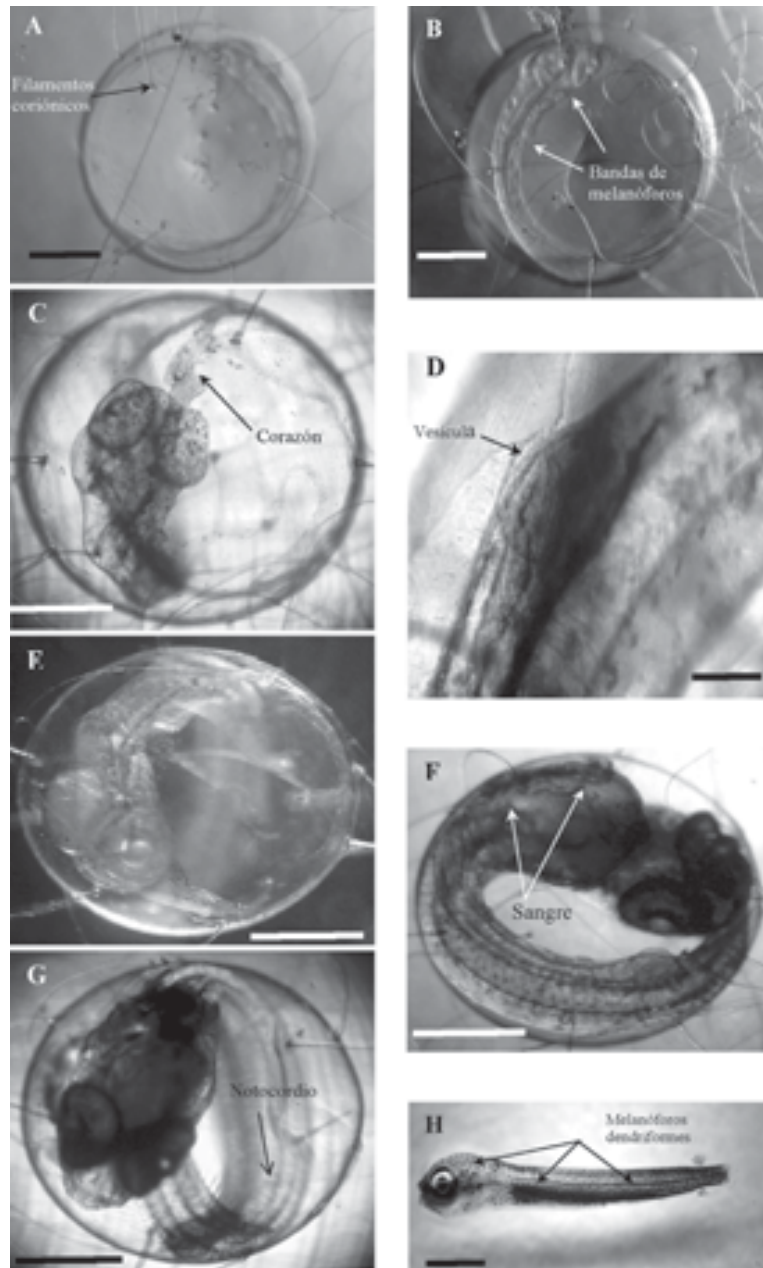 A
Filamentos
coriónicos
B
Bandas de
melanóforos
C
Corazón
D
Vesícula
E
F
Sangre
G
Notocordio
H
Melanóforos
dendriformes